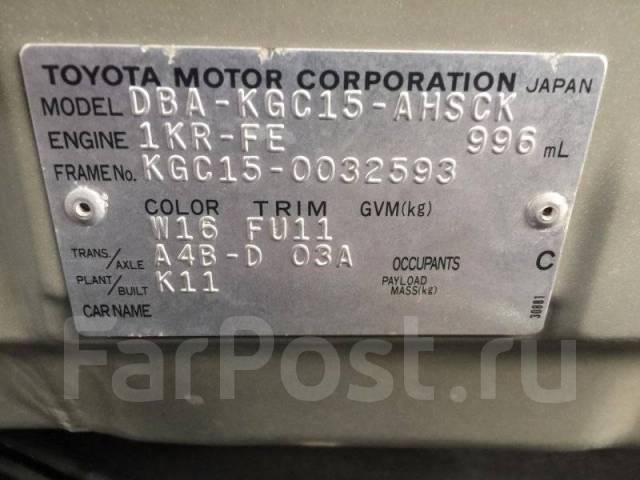 TOYOTA MOTOR CORPORATION JAPAN
MODEL DBA-KGC15-AHSCK
ENGINE 1KR-FE 996 mL
FRAME No. KGC15-0032593
COLOR TRIM GVM(kg)
W16 FU11
TRANS./AXLE A4B-D 03A OCCUPANTS C
PLANT/BUILT K11 PAYLOAD MASS(kg)
CAR NAME
30BB1
FarPost.ru